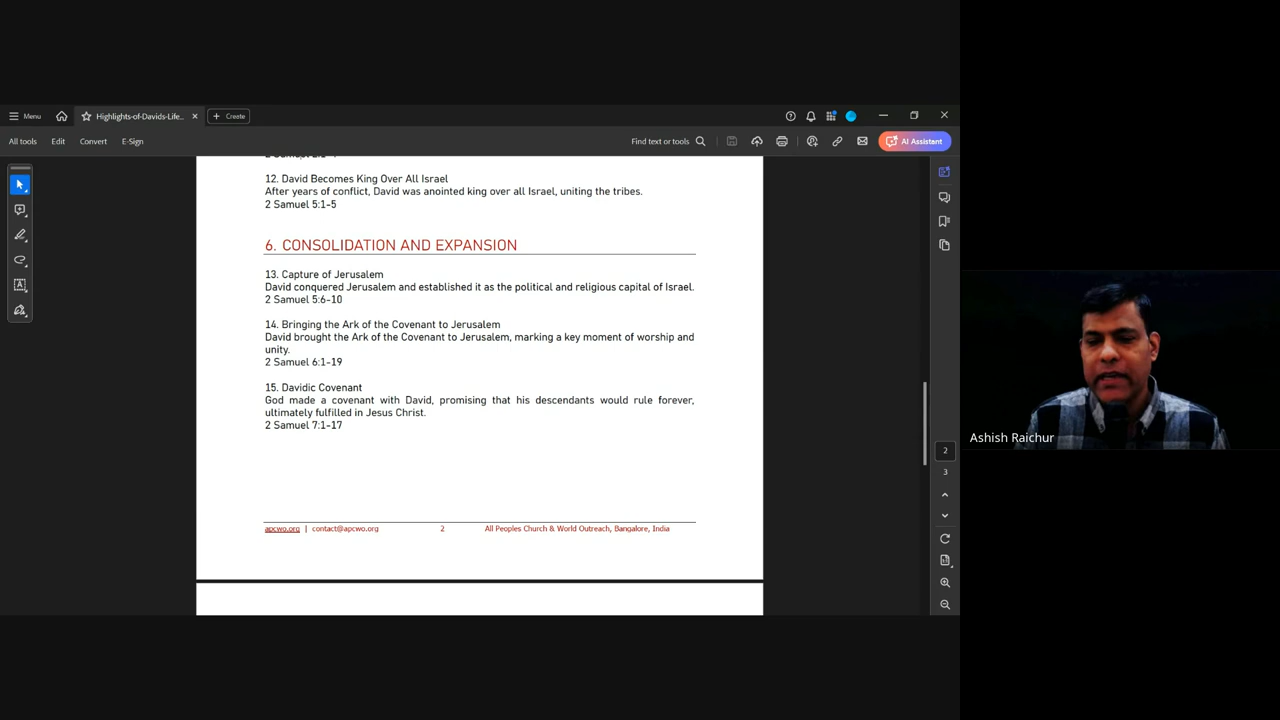 Menu
Highlights-of-Davids-Life...
Create
All tools
Edit
Convert
E-Sign
Find text or tools
AI Assistant
12. David Becomes King Over All Israel
After years of conflict, David was anointed king over all Israel, uniting the tribes.
2 Samuel 5:1-5
6. CONSOLIDATION AND EXPANSION
13. Capture of Jerusalem
David conquered Jerusalem and established it as the political and religious capital of Israel.
2 Samuel 5:6-10
14. Bringing the Ark of the Covenant to Jerusalem
David brought the Ark of the Covenant to Jerusalem, marking a key moment of worship and
unity.
2 Samuel 6:1-19
15. Davidic Covenant
God made a covenant with David, promising that his descendants would rule forever,
ultimately fulfilled in Jesus Christ.
2 Samuel 7:1-17
apcwo.org | contact@apcwo.org 2 All Peoples Church & World Outreach, Bangalore, India
2
3
Ashish Raichur